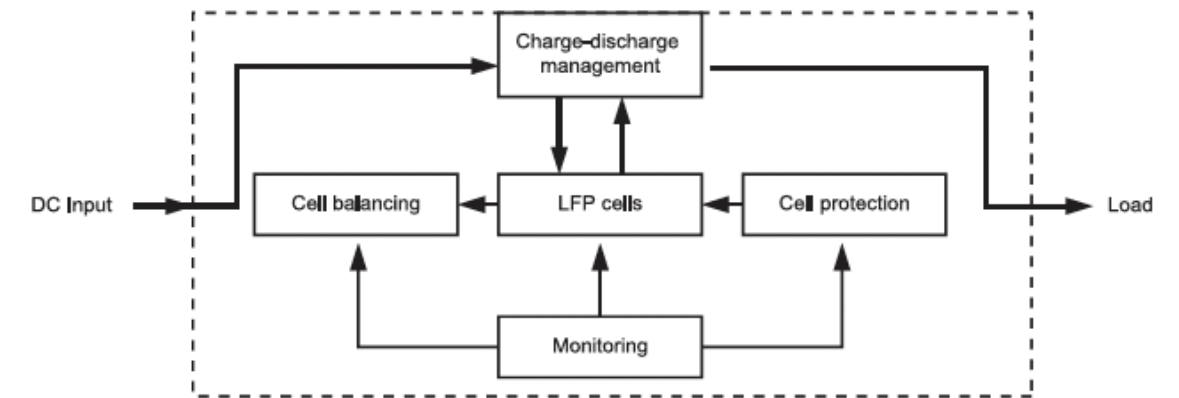 Charge-discharge
management
DC Input
Cell balancing
LFP cells
Cell protection
Load
Monitoring